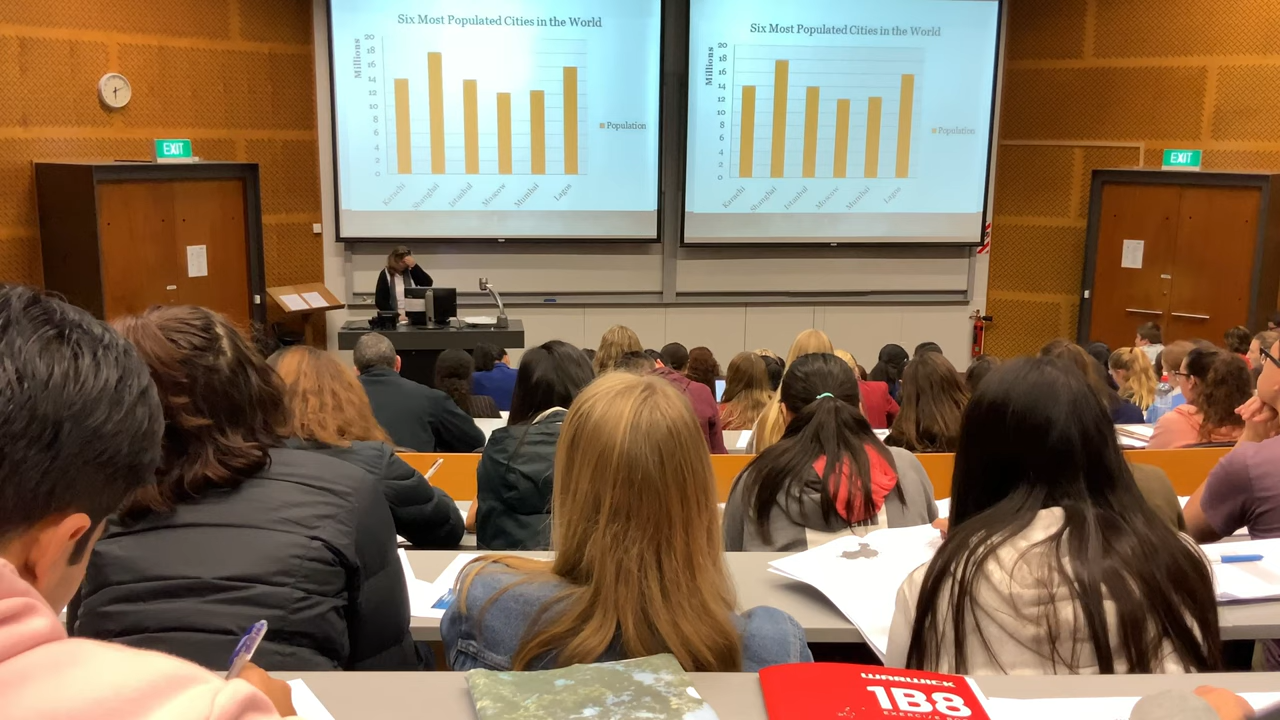 Six Most Populated Cities in the World
Millions
20
18
16
14
12
10
8
6
4
2
0
Karachi
Shanghai
Istanbul
Moscow
Mumbai
Lagos
Population
Six Most Populated Cities in the World
Millions
20
18
16
14
12
10
8
6
4
2
0
Karachi
Shanghai
Istanbul
Moscow
Mumbai
Lagos
Population
EXIT
EXIT
WARWICK
1B8
EXERCISE